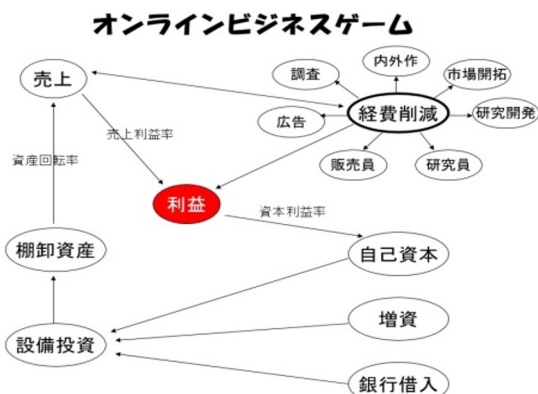 オンラインビジネスゲーム
内外作
調査
市場開拓
売上
経費削減
研究開発
広告
売上利益率
資産回転率
販売員
研究員
利益
資本利益率
棚卸資産
自己資本
増資
設備投資
銀行借入